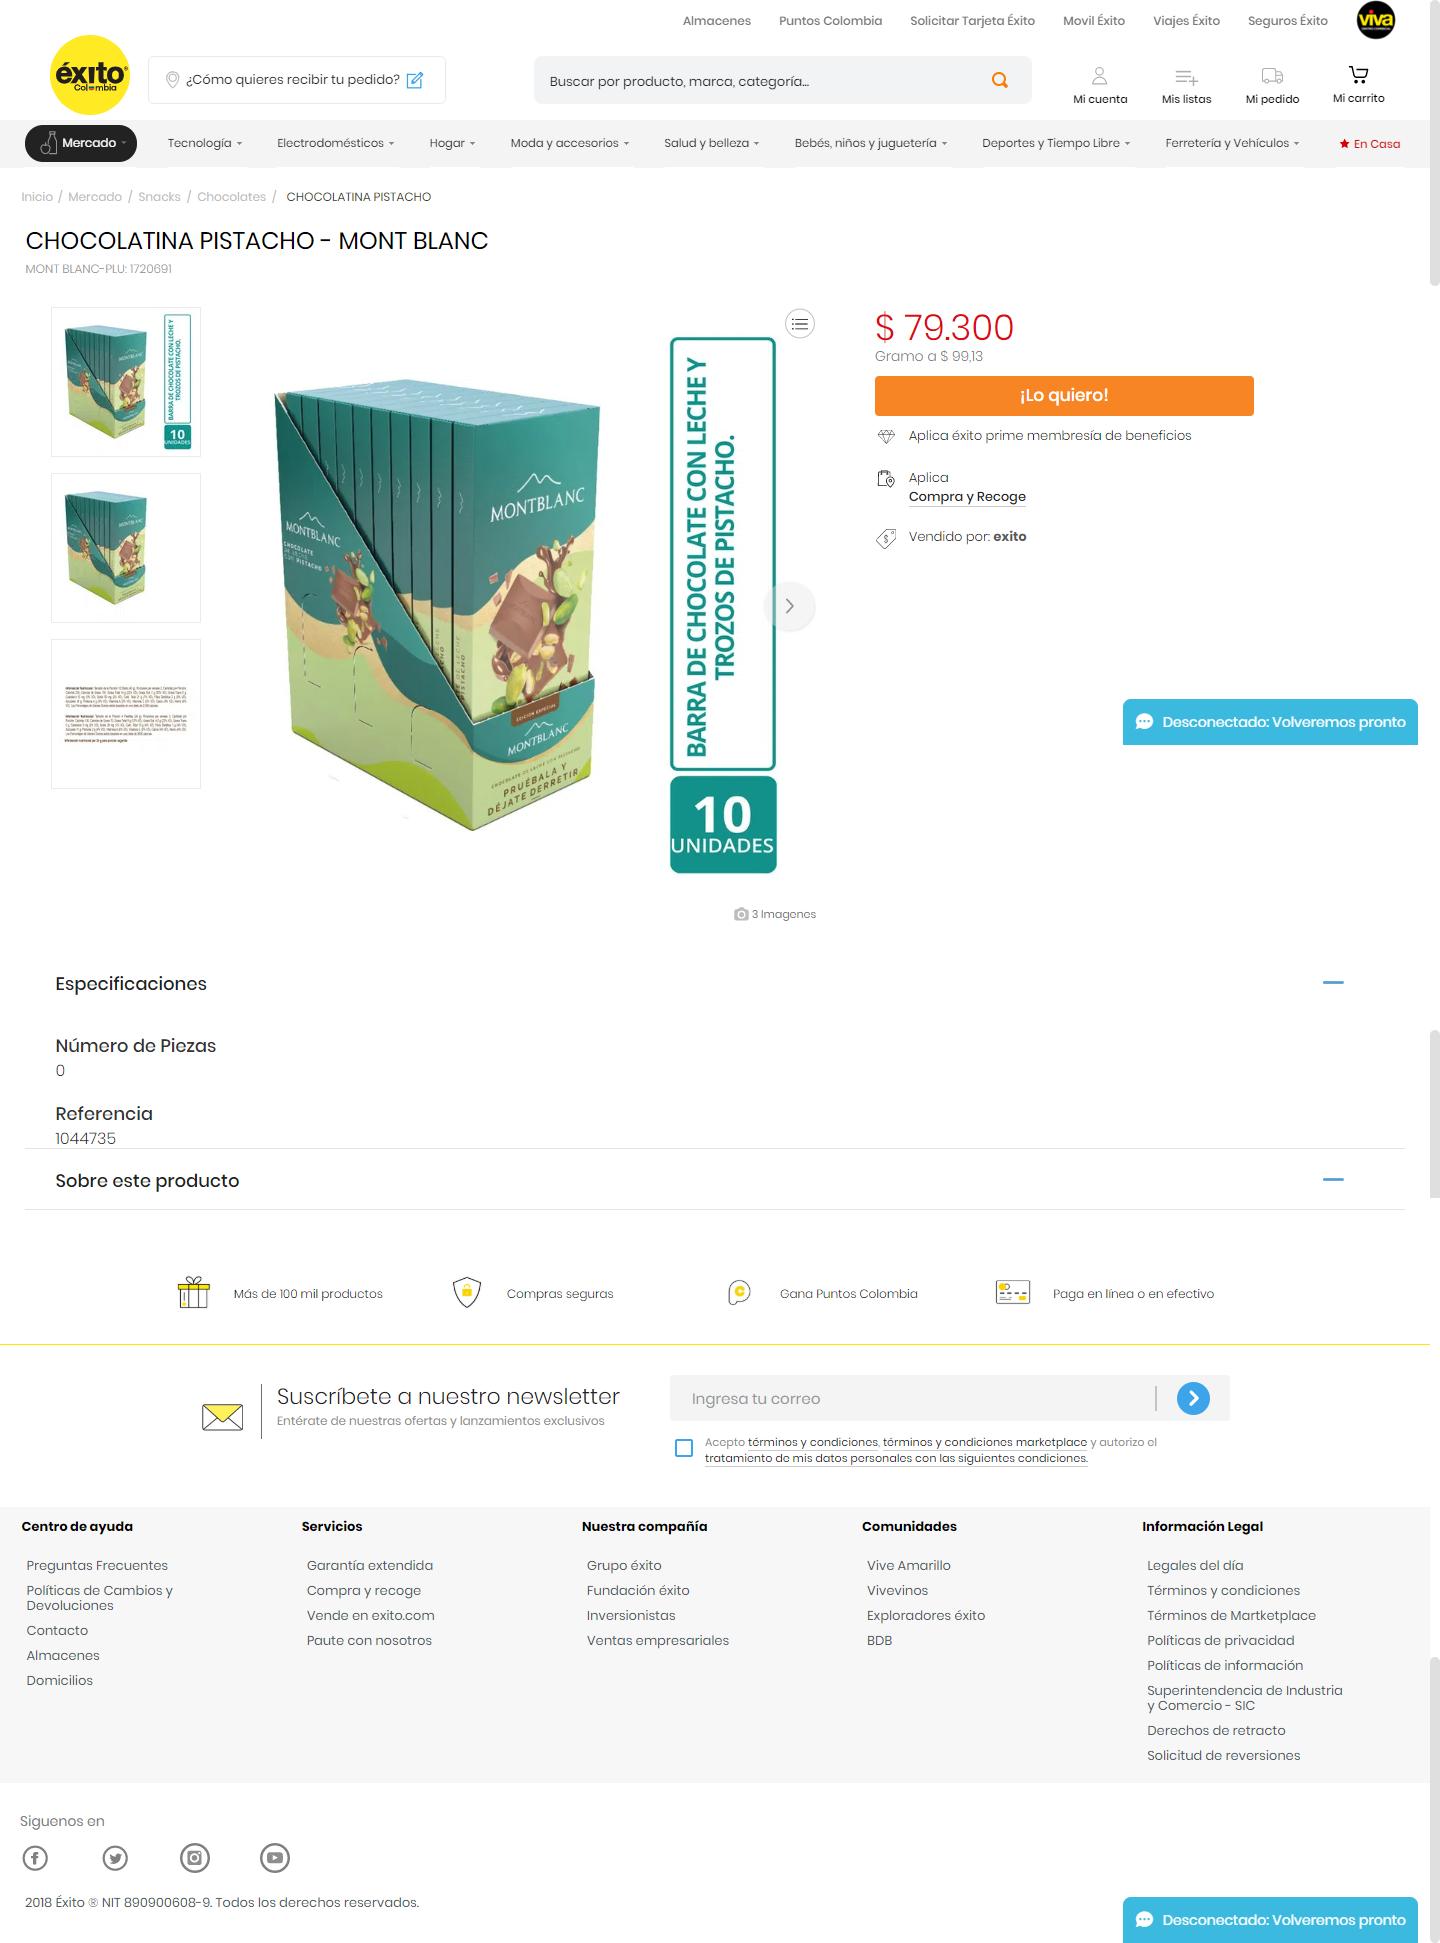 Almacenes
Puntos Colombia
Solicitar Tarjeta Éxito
Movil Éxito
Viajes Éxito
Seguros Éxito
viva
éxito
Colombia
¿Cómo quieres recibir tu pedido?
Buscar por producto, marca, categoría...
Mi cuenta
Mis listas
Mi pedido
Mi carrito
Mercado
Tecnología
Electrodomésticos
Hogar
Moda y accesorios
Salud y belleza
Bebés, niños y juguetería
Deportes y Tiempo Libre
Ferretería y Vehículos
En Casa
Inicio / Mercado / Snacks / Chocolates / CHOCOLATINA PISTACHO
CHOCOLATINA PISTACHO - MONT BLANC
MONT BLANC-PLU: 1720691
BARRA DE CHOCOLATE CON LECHE Y
TROZOS DE PISTACHO.
10
UNIDADES
MONTBLANC
MONTBLANC
CHOCOLATE
EDICIÓN ESPECIAL
MONTBLANC
PRUÉBALA Y
DÉJATE DERRETIR
BARRA DE CHOCOLATE CON LECHE Y
TROZOS DE PISTACHO.
10
UNIDADES
3 Imagenes
$ 79.300
Gramo a $ 99,13
¡Lo quiero!
Aplica éxito prime membresía de beneficios
Aplica
Compra y Recoge
Vendido por: exito
Desconectado: Volveremos pronto
Especificaciones
Número de Piezas
0
Referencia
1044735
Sobre este producto
Más de 100 mil productos
Compras seguras
Gana Puntos Colombia
Paga en línea o en efectivo
Suscríbete a nuestro newsletter
Entérate de nuestras ofertas y lanzamientos exclusivos
Ingresa tu correo
Acepto términos y condiciones, términos y condiciones marketplace y autorizo el
tratamiento de mis datos personales con las siguientes condiciones.
Centro de ayuda
Preguntas Frecuentes
Políticas de Cambios y
Devoluciones
Contacto
Almacenes
Domicilios
Servicios
Garantía extendida
Compra y recoge
Vende en exito.com
Paute con nosotros
Nuestra compañía
Grupo éxito
Fundación éxito
Inversionistas
Ventas empresariales
Comunidades
Vive Amarillo
Vivevinos
Exploradores éxito
BDB
Información Legal
Legales del día
Términos y condiciones
Términos de Martketplace
Políticas de privacidad
Políticas de información
Superintendencia de Industria
y Comercio - SIC
Derechos de retracto
Solicitud de reversiones
Siguenos en
2018 Éxito ® NIT 890900608-9. Todos los derechos reservados.
Desconectado: Volveremos pronto